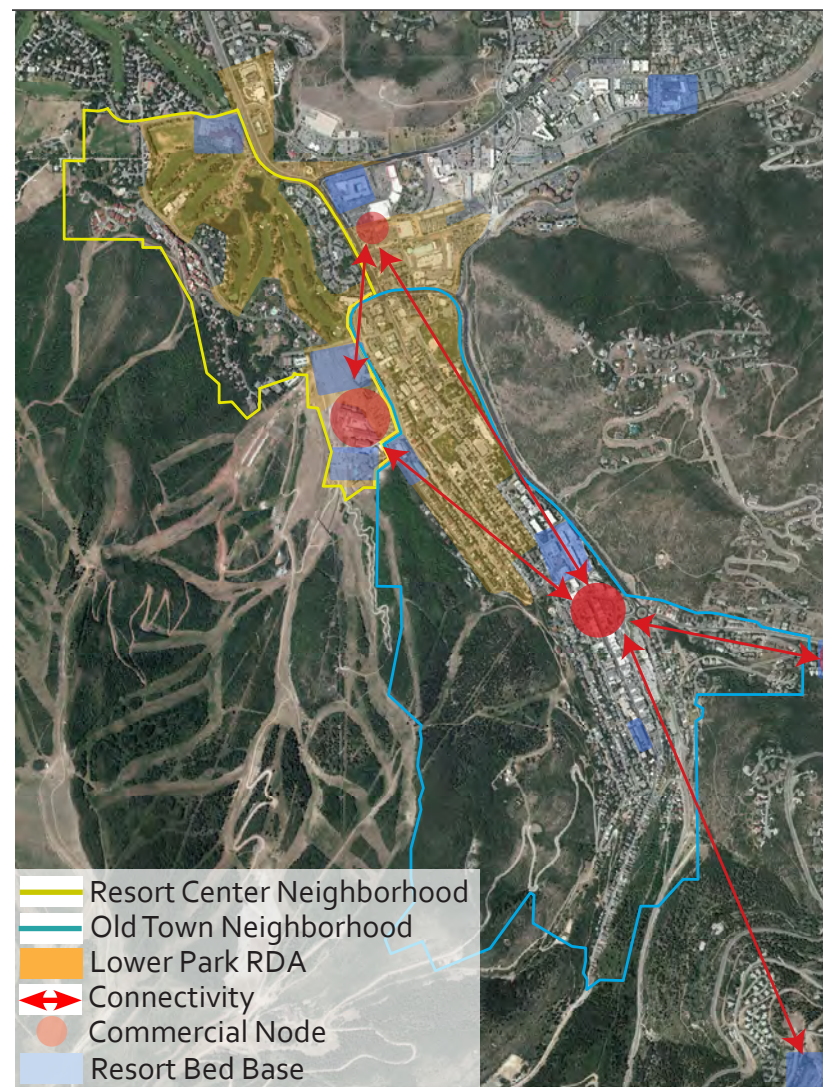 Resort Center Neighborhood
Old Town Neighborhood
Lower Park RDA
Connectivity
Commercial Node
Resort Bed Base